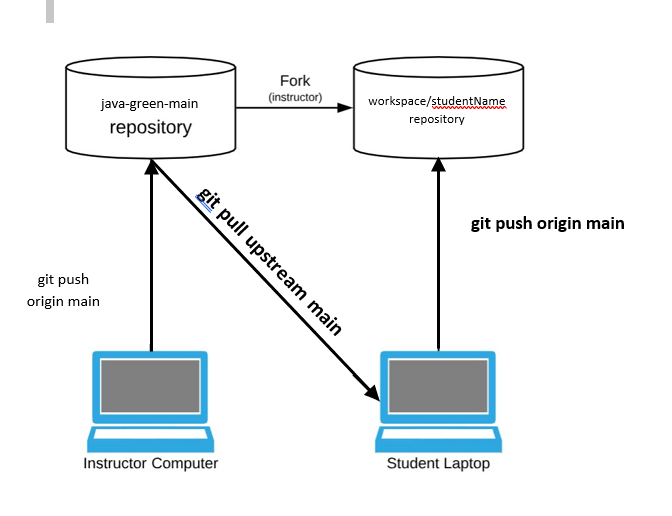 Fork
(instructor)
java-green-main
repository
workspace/studentName
repository
git pull upstream main
git push origin main
git push
origin main
Instructor Computer
Student Laptop